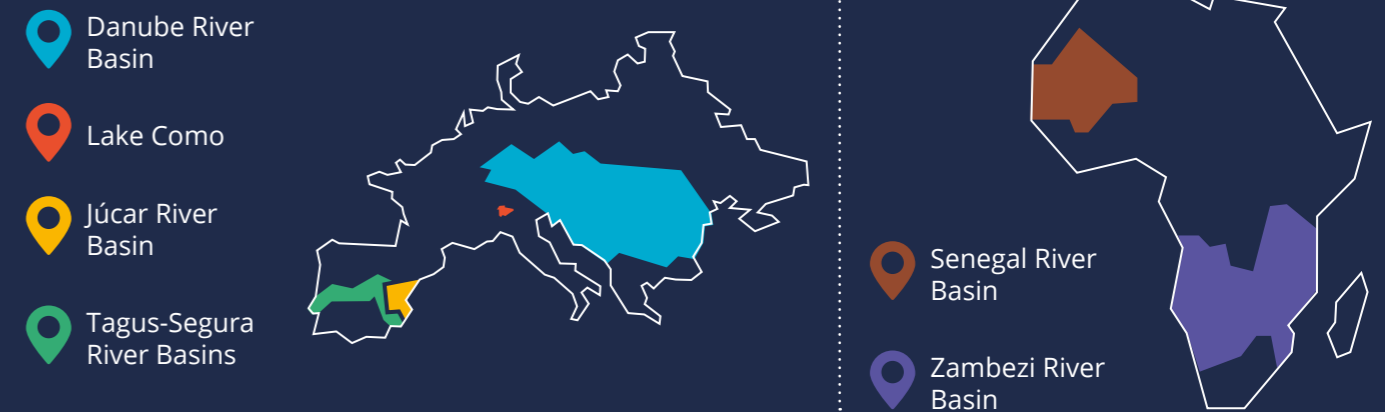 Danube River
Basin
Lake Como
Júcar River
Basin
Tagus-Segura
River Basins
Senegal River
Basin
Zambezi River
Basin